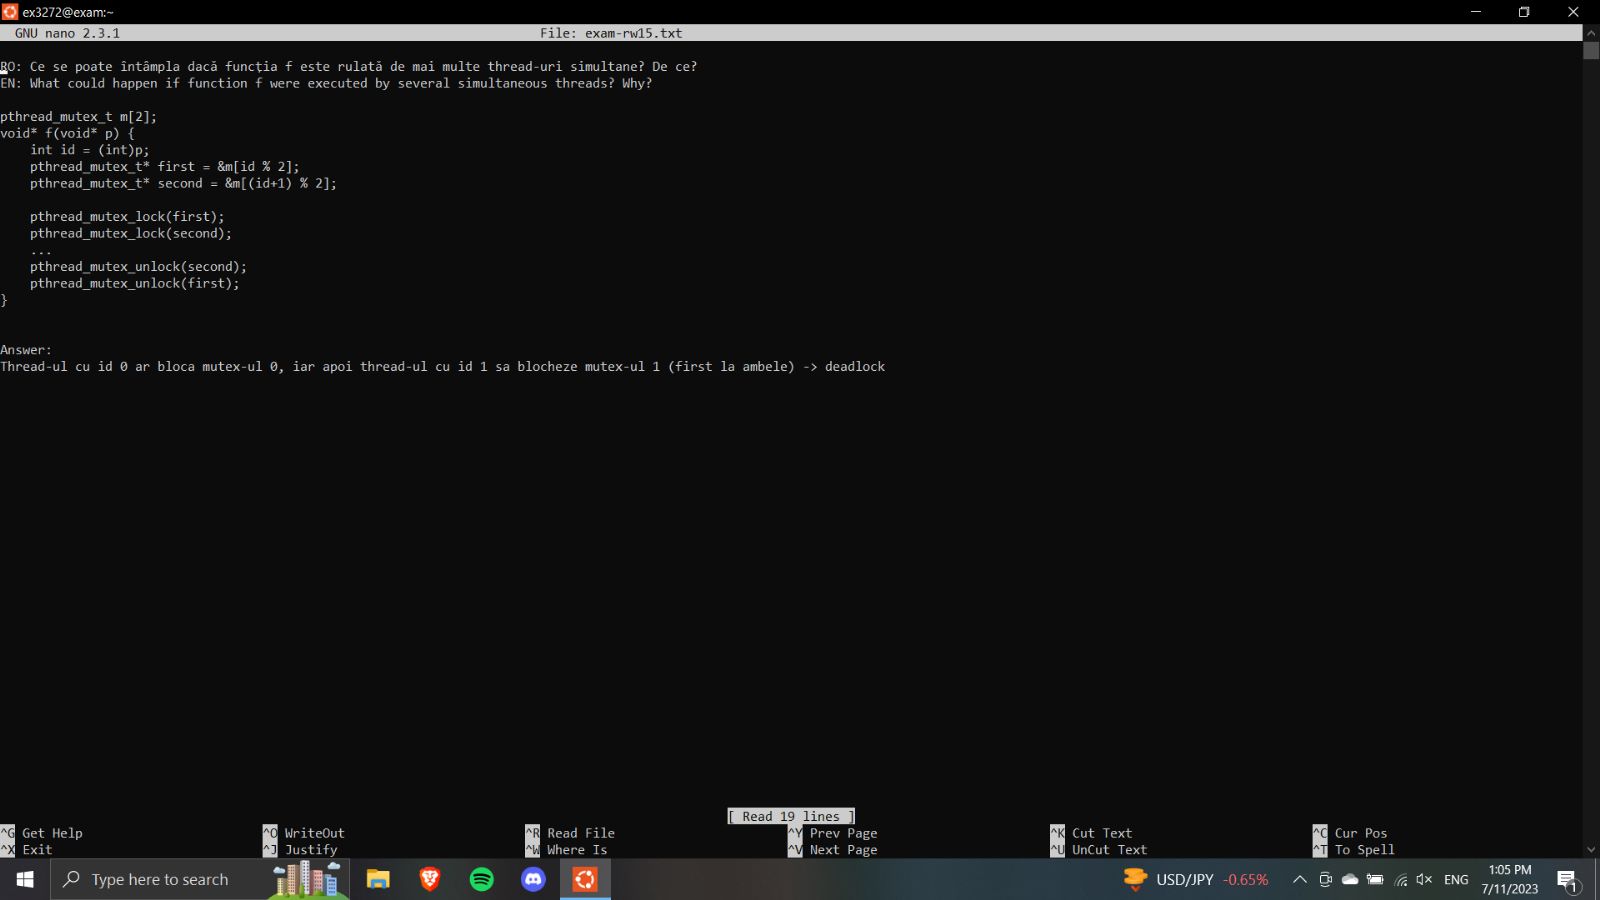 ex3272@exam:~
GNU nano 2.3.1 File: exam-rw15.txt
RO: Ce se poate întâmpla dacă funcția f este rulată de mai multe thread-uri simultane? De ce?
EN: What could happen if function f were executed by several simultaneous threads? Why?
pthread_mutex_t m[2];
void* f(void* p) {
    int id = (int)p;
    pthread_mutex_t* first = &m[id % 2];
    pthread_mutex_t* second = &m[(id+1) % 2];
    pthread_mutex_lock(first);
    pthread_mutex_lock(second);
    ...
    pthread_mutex_unlock(second);
    pthread_mutex_unlock(first);
}
Answer:
Thread-ul cu id 0 ar bloca mutex-ul 0, iar apoi thread-ul cu id 1 sa blocheze mutex-ul 1 (first la ambele) -> deadlock
[ Read 19 lines ]
^G Get Help ^O WriteOut ^R Read File ^Y Prev Page ^K Cut Text ^C Cur Pos
^X Exit ^J Justify ^W Where Is ^V Next Page ^U UnCut Text ^T To Spell
Type here to search USD/JPY -0.65% ENG 1:05 PM
7/11/2023 1